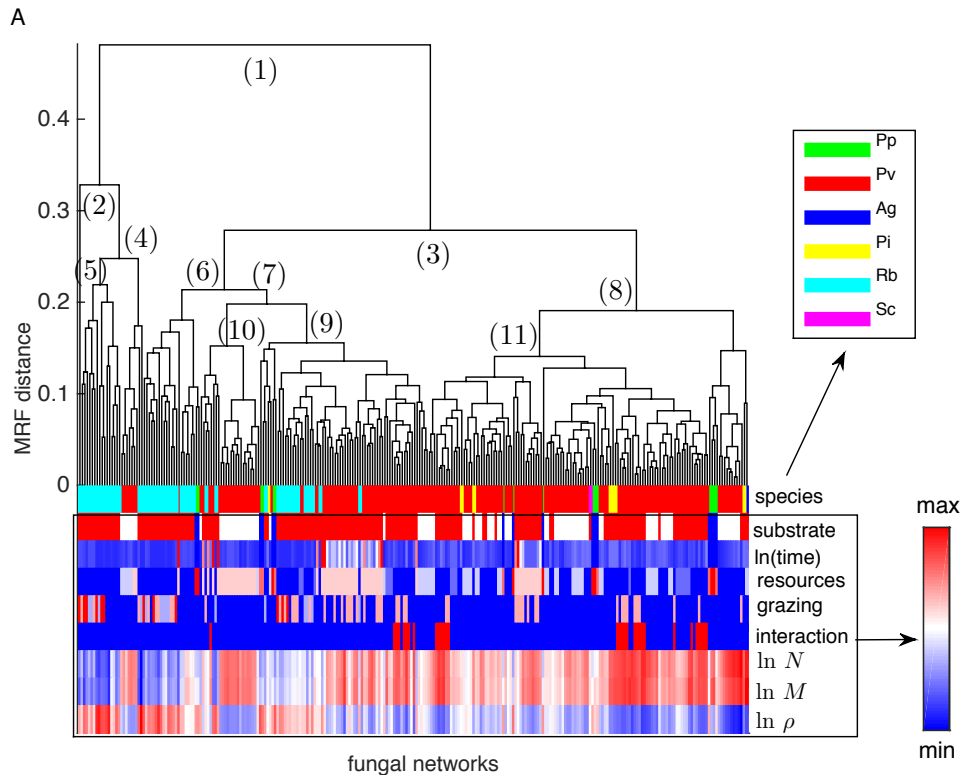 A
(1)
0.4
Pp
Pv
Ag
Pi
Rb
Sc
0.3
(2)
(4)
(3)
(5)
(6)
(7)
(8)
0.2
(10)
(9)
(11)
0.1
0
MRF distance
species
substrate
ln(time)
resources
grazing
interaction
ln N
ln M
ln ρ
max
min
fungal networks